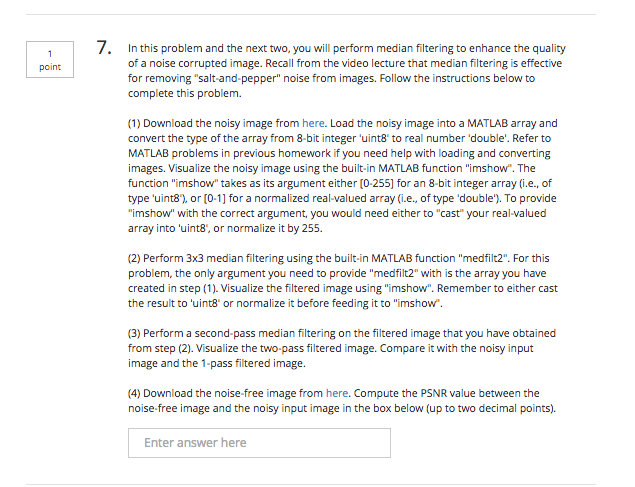 1
point
7.
In this problem and the next two, you will perform median filtering to enhance the quality
of a noise corrupted image. Recall from the video lecture that median filtering is effective
for removing "salt-and-pepper" noise from images. Follow the instructions below to
complete this problem.
(1) Download the noisy image from here. Load the noisy image into a MATLAB array and
convert the type of the array from 8-bit integer 'uint8' to real number 'double'. Refer to
MATLAB problems in previous homework if you need help with loading and converting
images. Visualize the noisy image using the built-in MATLAB function "imshow". The
function "imshow" takes as its argument either [0-255] for an 8-bit integer array (i.e., of
type 'uint8'), or [0-1] for a normalized real-valued array (i.e., of type 'double'). To provide
"imshow" with the correct argument, you would need either to "cast" your real-valued
array into 'uint8', or normalize it by 255.
(2) Perform 3x3 median filtering using the built-in MATLAB function "medfilt2". For this
problem, the only argument you need to provide "medfilt2" with is the array you have
created in step (1). Visualize the filtered image using "imshow". Remember to either cast
the result to 'uint8' or normalize it before feeding it to "imshow".
(3) Perform a second-pass median filtering on the filtered image that you have obtained
from step (2). Visualize the two-pass filtered image. Compare it with the noisy input
image and the 1-pass filtered image.
(4) Download the noise-free image from here. Compute the PSNR value between the
noise-free image and the noisy input image in the box below (up to two decimal points).
Enter answer here